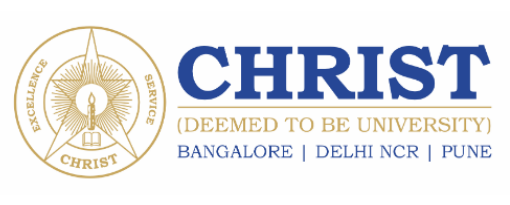 EXCELLENCE
SERVICE
CHRIST
CHRIST
(DEEMED TO BE UNIVERSITY)
BANGALORE | DELHI NCR | PUNE